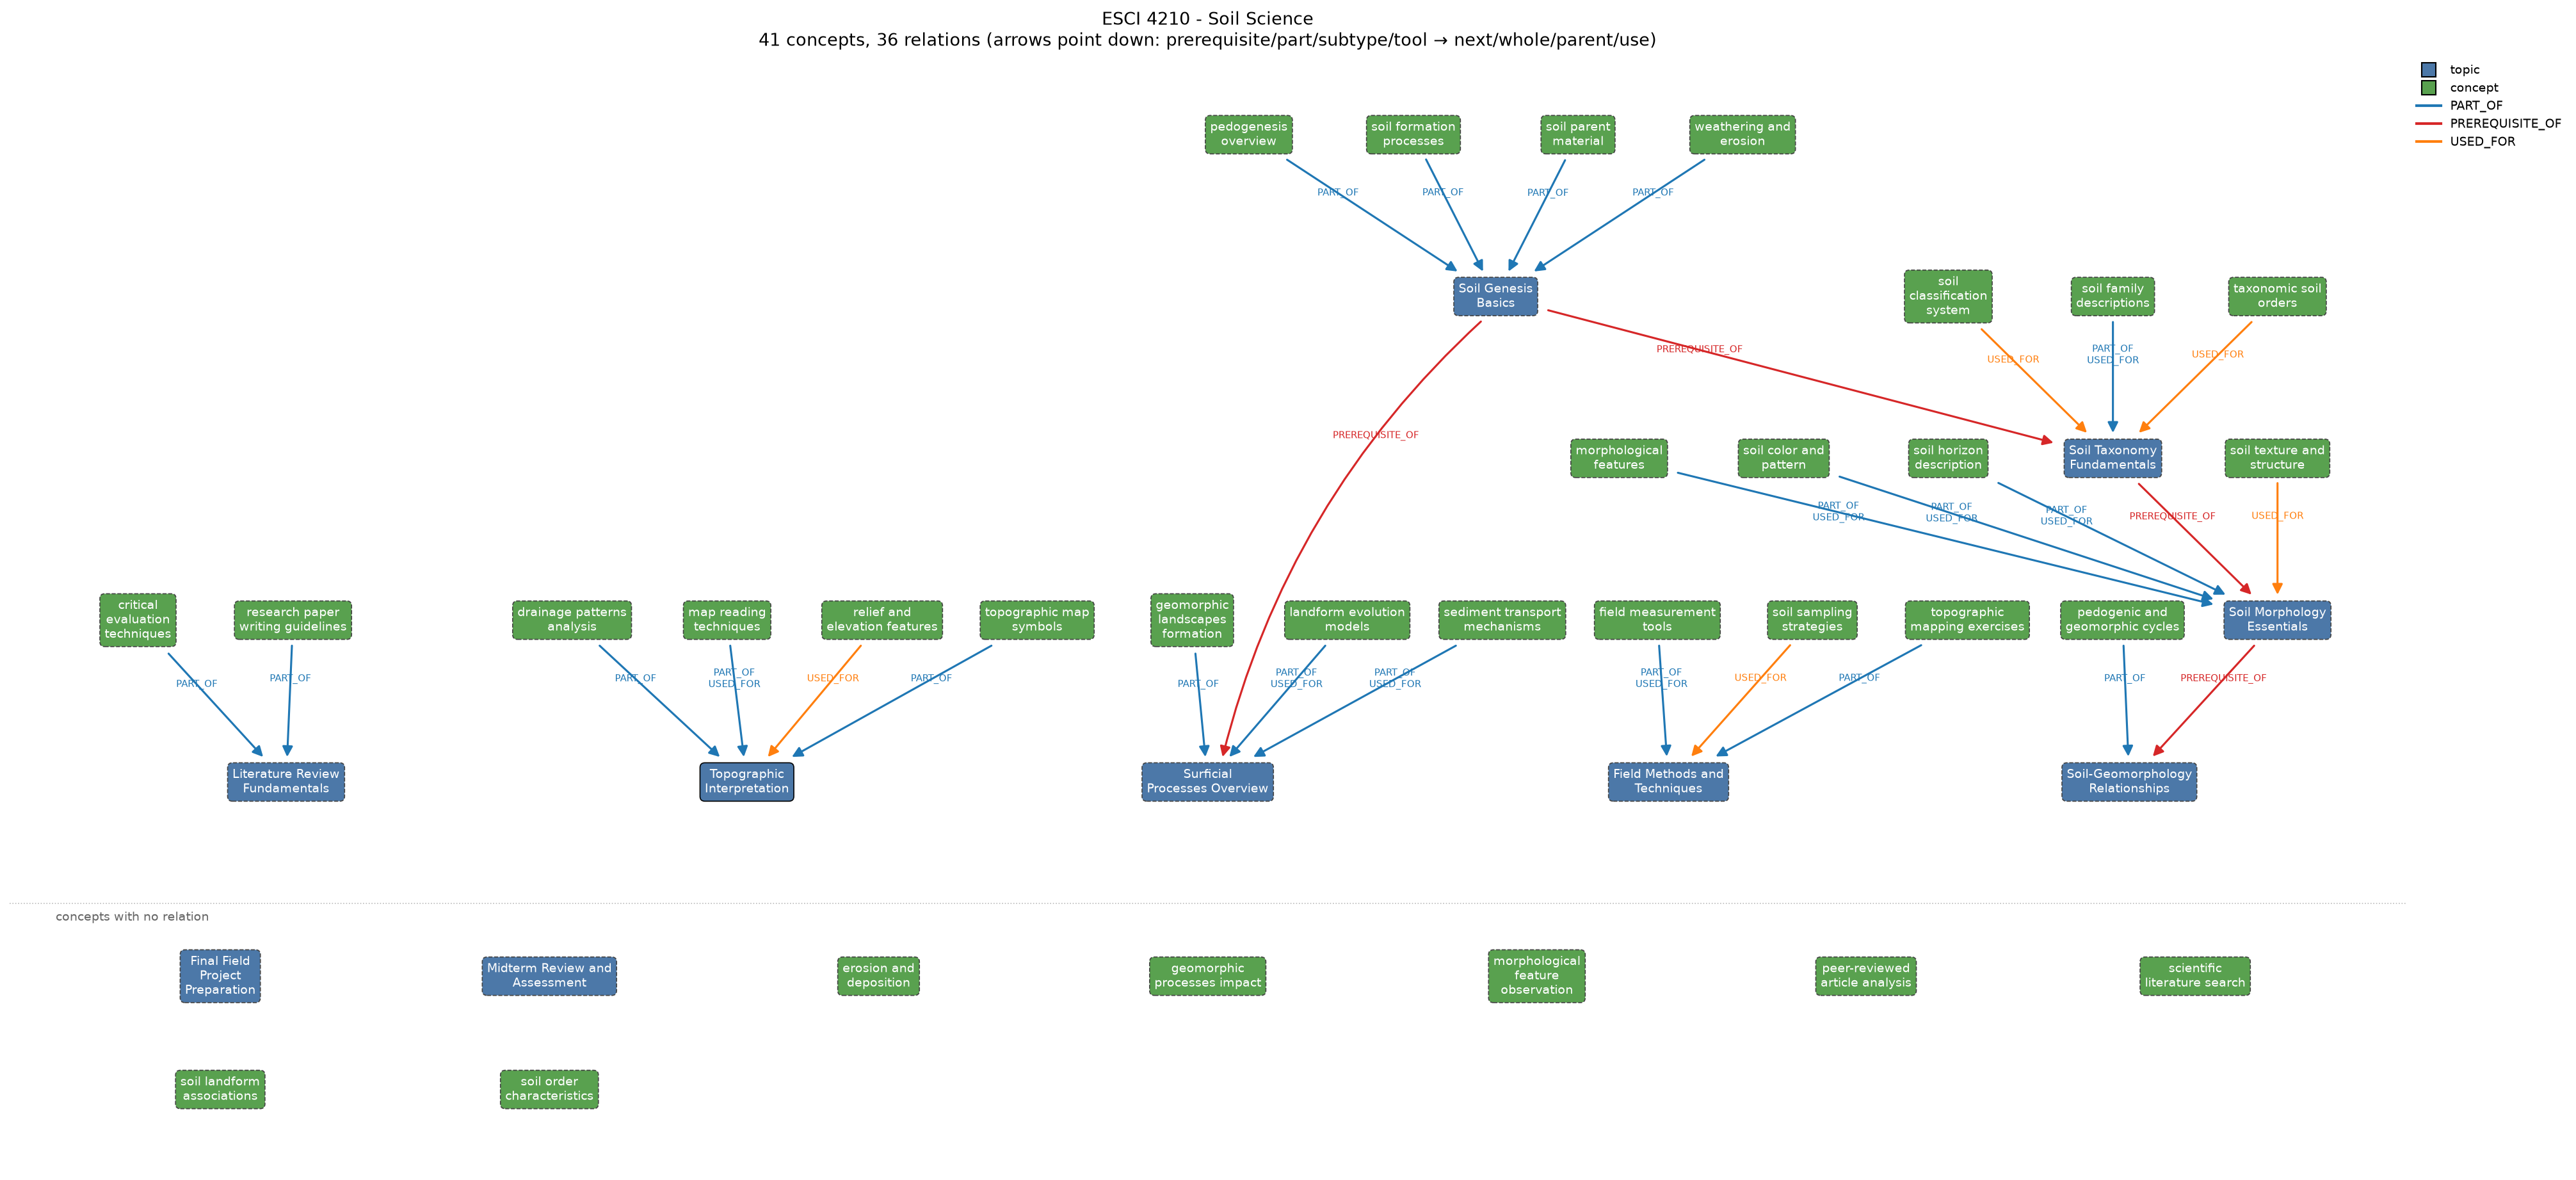 ESCI 4210 - Soil Science
41 concepts, 36 relations (arrows point down: prerequisite/part/subtype/tool → next/whole/parent/use)
topic
concept
PART_OF
PREREQUISITE_OF
USED_FOR
pedogenesis
overview
soil formation
processes
soil parent
material
weathering and
erosion
PART_OF
PART_OF
PART_OF
PART_OF
Soil Genesis
Basics
soil
classification
system
soil family
descriptions
taxonomic soil
orders
PREREQUISITE_OF
USED_FOR
PART_OF
USED_FOR
USED_FOR
PREREQUISITE_OF
morphological
features
soil color and
pattern
soil horizon
description
Soil Taxonomy
Fundamentals
soil texture and
structure
PART_OF
USED_FOR
PART_OF
USED_FOR
PART_OF
USED_FOR
PREREQUISITE_OF
USED_FOR
critical
evaluation
techniques
research paper
writing guidelines
drainage patterns
analysis
map reading
techniques
relief and
elevation features
topographic map
symbols
geomorphic
landscapes
formation
landform evolution
models
sediment transport
mechanisms
field measurement
tools
soil sampling
strategies
topographic
mapping exercises
pedogenic and
geomorphic cycles
Soil Morphology
Essentials
PART_OF
PART_OF
PART_OF
PART_OF
USED_FOR
USED_FOR
PART_OF
PART_OF
PART_OF
USED_FOR
PART_OF
USED_FOR
PART_OF
USED_FOR
USED_FOR
PART_OF
PART_OF
PREREQUISITE_OF
Literature Review
Fundamentals
Topographic
Interpretation
Surficial
Processes Overview
Field Methods and
Techniques
Soil-Geomorphology
Relationships
concepts with no relation
Final Field
Project
Preparation
Midterm Review and
Assessment
erosion and
deposition
geomorphic
processes impact
morphological
feature
observation
peer-reviewed
article analysis
scientific
literature search
soil landform
associations
soil order
characteristics